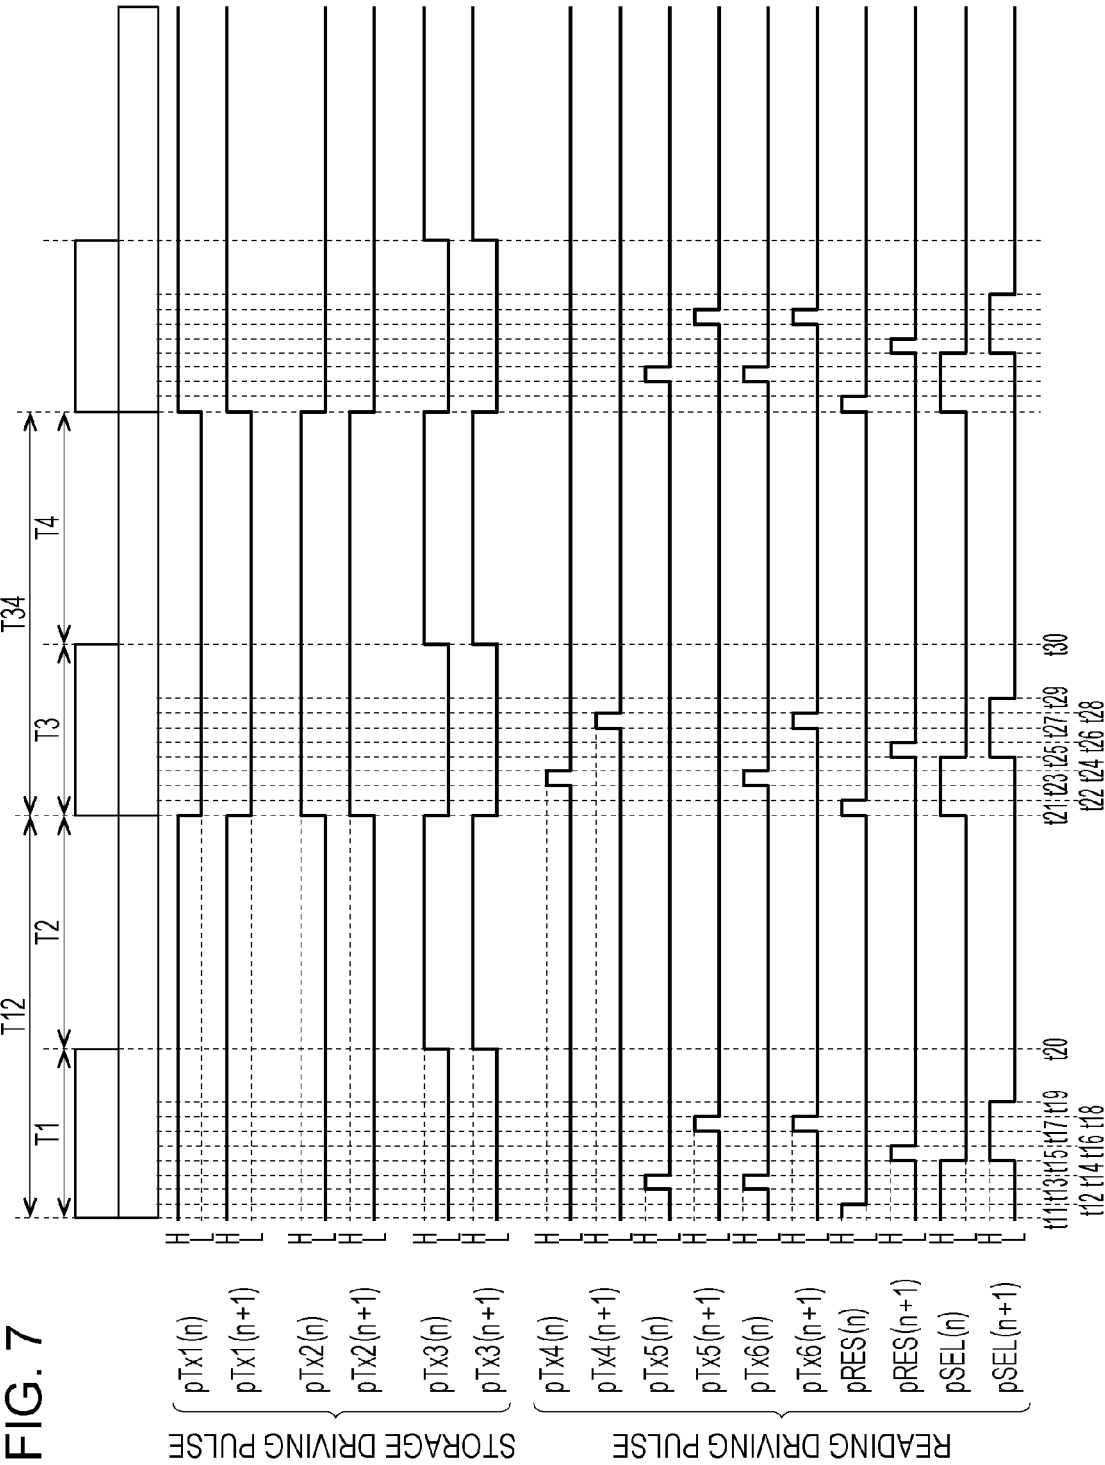 FIG. 7
T12
T34
T1
T2
T3
T4
STORAGE DRIVING PULSE
pTx1(n) H L
pTx1(n+1) H L
pTx2(n) H L
pTx2(n+1) H L
pTx3(n) H L
pTx3(n+1) H L
READING DRIVING PULSE
pTx4(n) H L
pTx4(n+1) H L
pTx5(n) H L
pTx5(n+1) H L
pTx6(n) H L
pTx6(n+1) H L
pRES(n) H L
pRES(n+1) H L
pSEL(n) H L
pSEL(n+1) H L
t11 t13 t15 t17 t19 t20 t21 t23 t25 t27 t29 t30
t12 t14 t16 t18 t22 t24 t26 t28